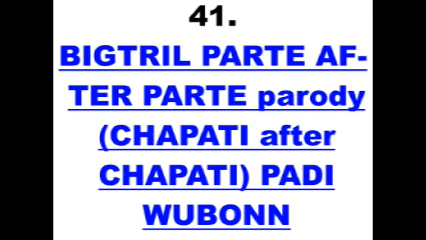 41.
BIGTRIL PARTE AF-
TER PARTE parody
(CHAPATI after
CHAPATI) PADI
WUBONN